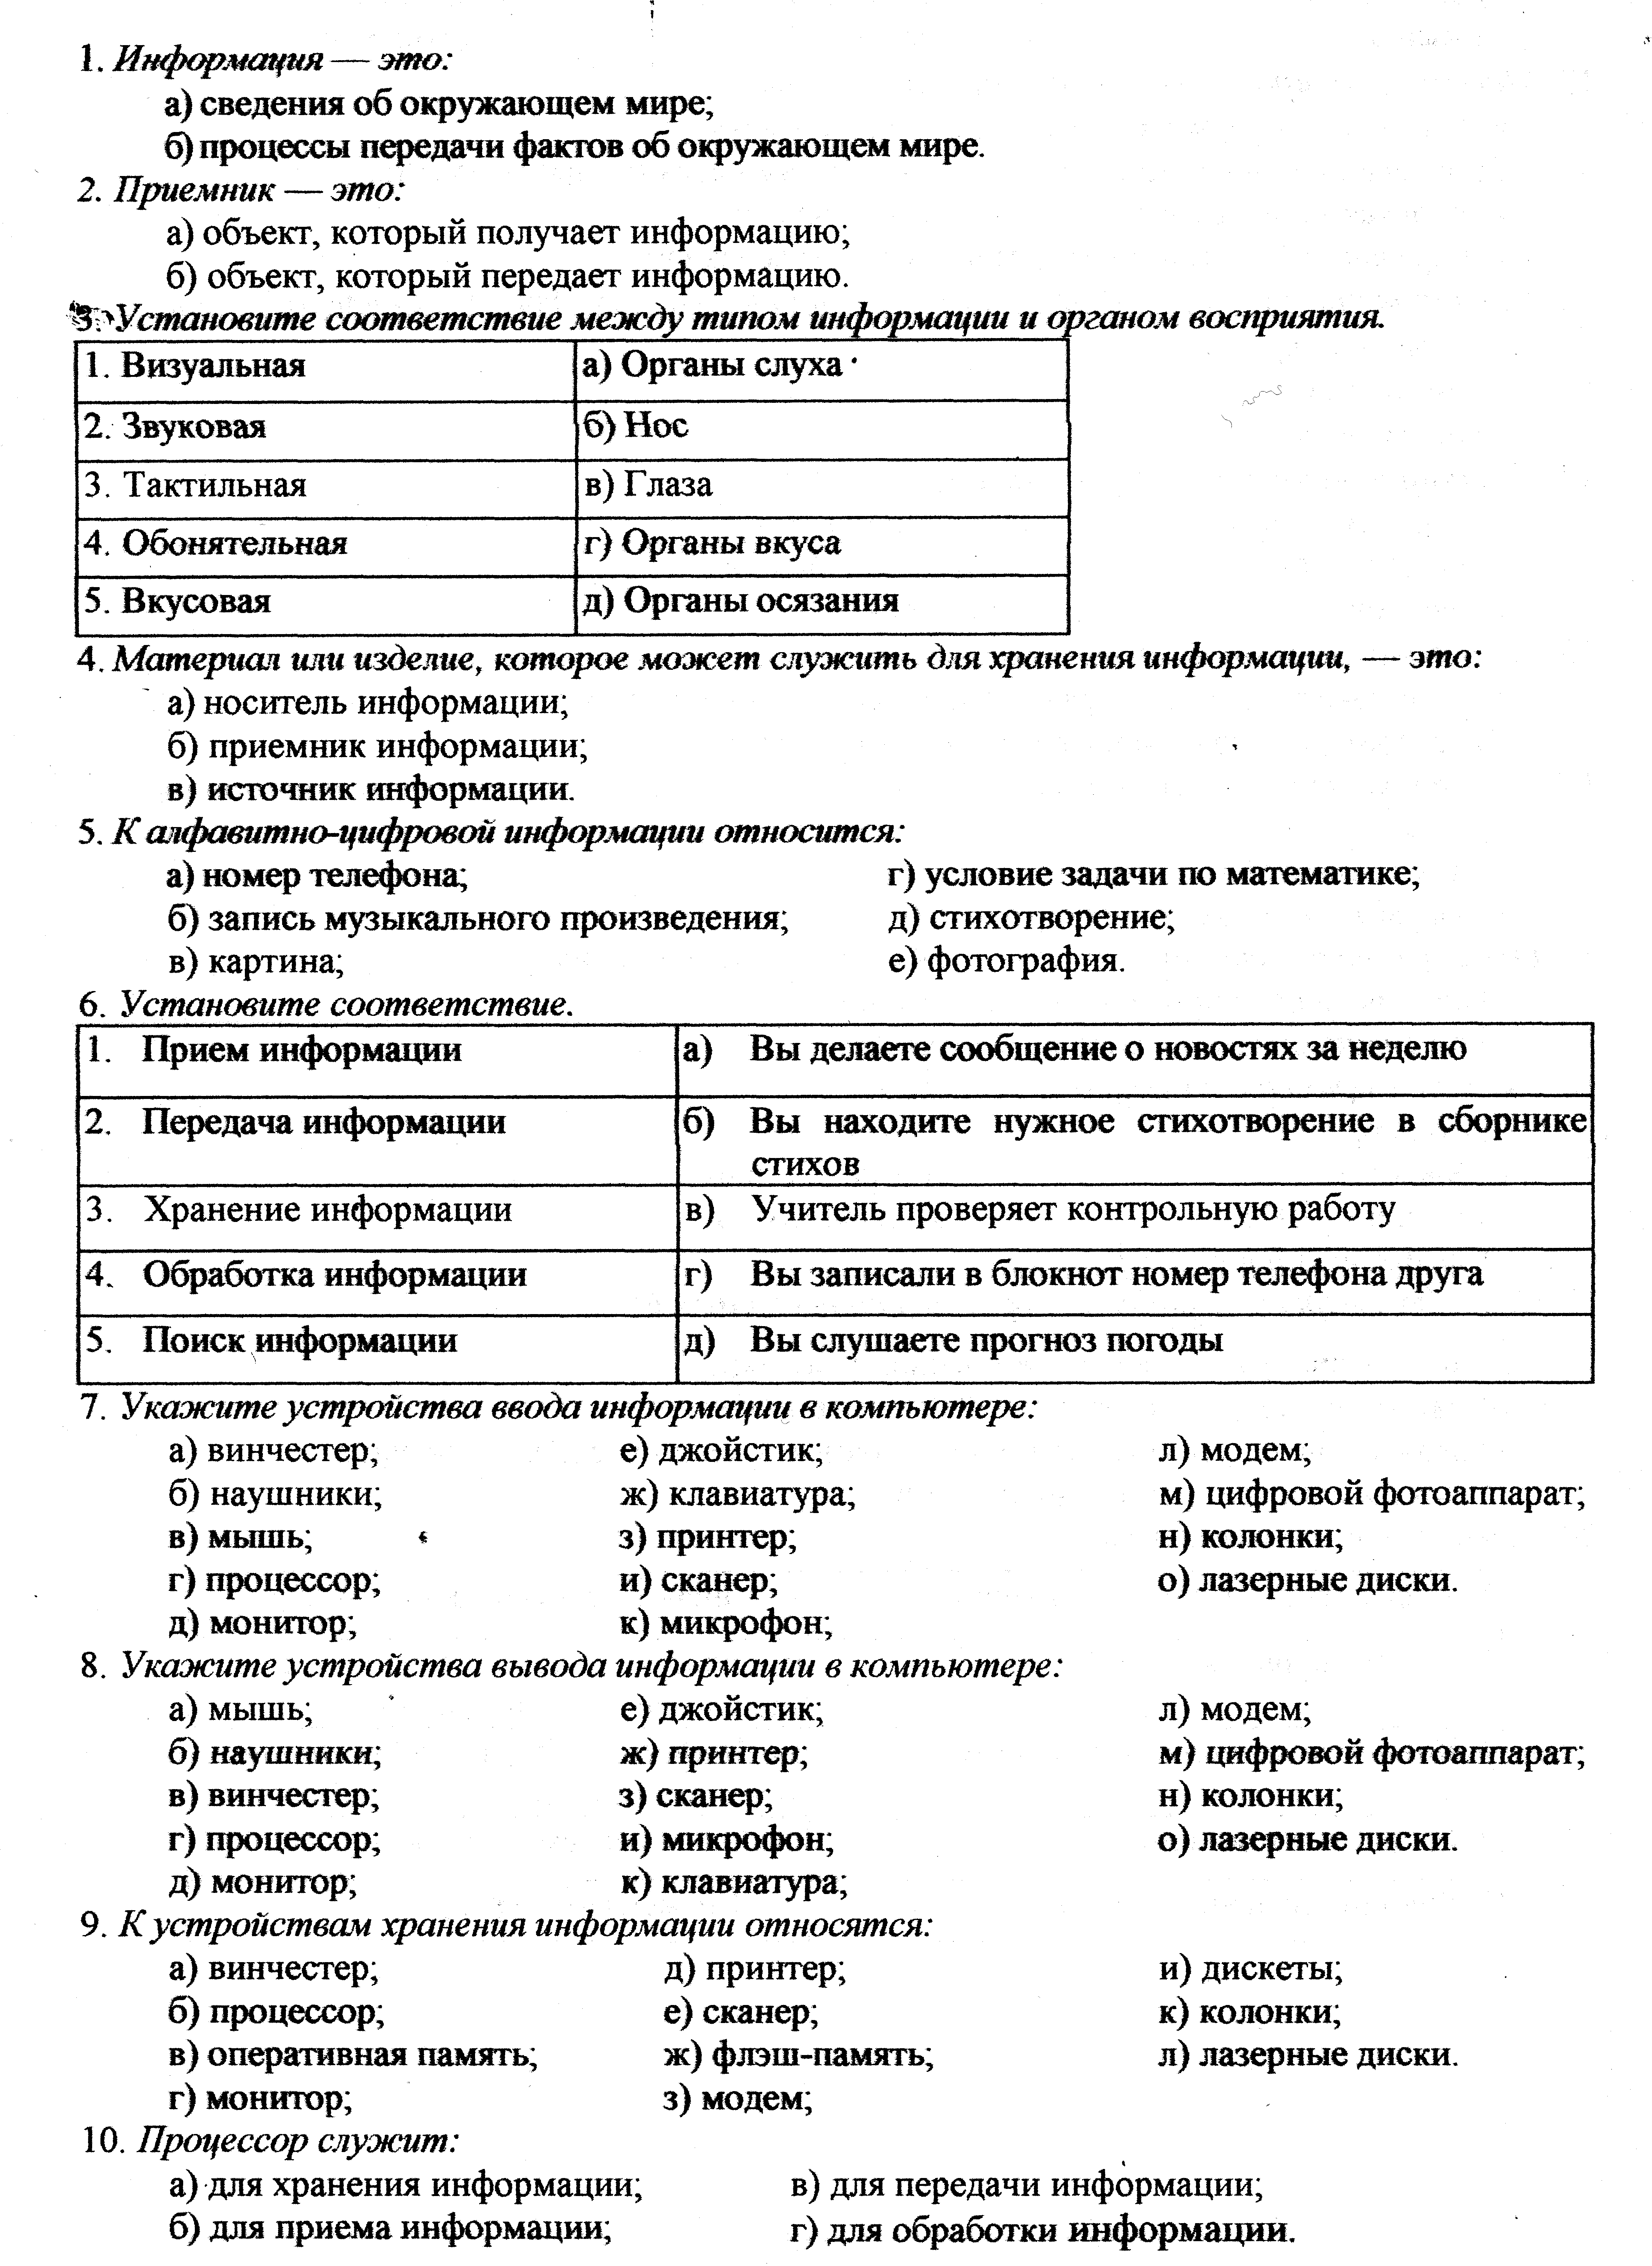 1. Информация — это:
а) сведения об окружающем мире;
б) процессы передачи фактов об окружающем мире.
2. Приемник — это:
а) объект, который получает информацию;
б) объект, который передает информацию.
3. Установите соответствие между типом информации и органом восприятия.
1. Визуальная а) Органы слуха
2. Звуковая б) Нос
3. Тактильная в) Глаза
4. Обонятельная г) Органы вкуса
5. Вкусовая д) Органы осязания
4. Материал или изделие, которое может служить для хранения информации, — это:
а) носитель информации;
б) приемник информации;
в) источник информации.
5. К алфавитно-цифровой информации относится:
а) номер телефона; г) условие задачи по математике;
б) запись музыкального произведения; д) стихотворение;
в) картина; е) фотография.
6. Установите соответствие.
1. Прием информации а) Вы делаете сообщение о новостях за неделю
2. Передача информации б) Вы находите нужное стихотворение в сборнике
стихов
3. Хранение информации в) Учитель проверяет контрольную работу
4. Обработка информации г) Вы записали в блокнот номер телефона друга
5. Поиск информации д) Вы слушаете прогноз погоды
7. Укажите устройства ввода информации в компьютере:
а) винчестер; е) джойстик; л) модем;
б) наушники; ж) клавиатура; м) цифровой фотоаппарат;
в) мышь; з) принтер; н) колонки;
г) процессор; и) сканер; о) лазерные диски.
д) монитор; к) микрофон;
8. Укажите устройства вывода информации в компьютере:
а) мышь; е) джойстик; л) модем;
б) наушники; ж) принтер; м) цифровой фотоаппарат;
в) винчестер; з) сканер; н) колонки;
г) процессор; и) микрофон; о) лазерные диски.
д) монитор; к) клавиатура;
9. К устройствам хранения информации относятся:
а) винчестер; д) принтер; и) дискеты;
б) процессор; е) сканер; к) колонки;
в) оперативная память; ж) флэш-память; л) лазерные диски.
г) монитор; з) модем;
10. Процессор служит:
а) для хранения информации; в) для передачи информации;
б) для приема информации; г) для обработки информации.